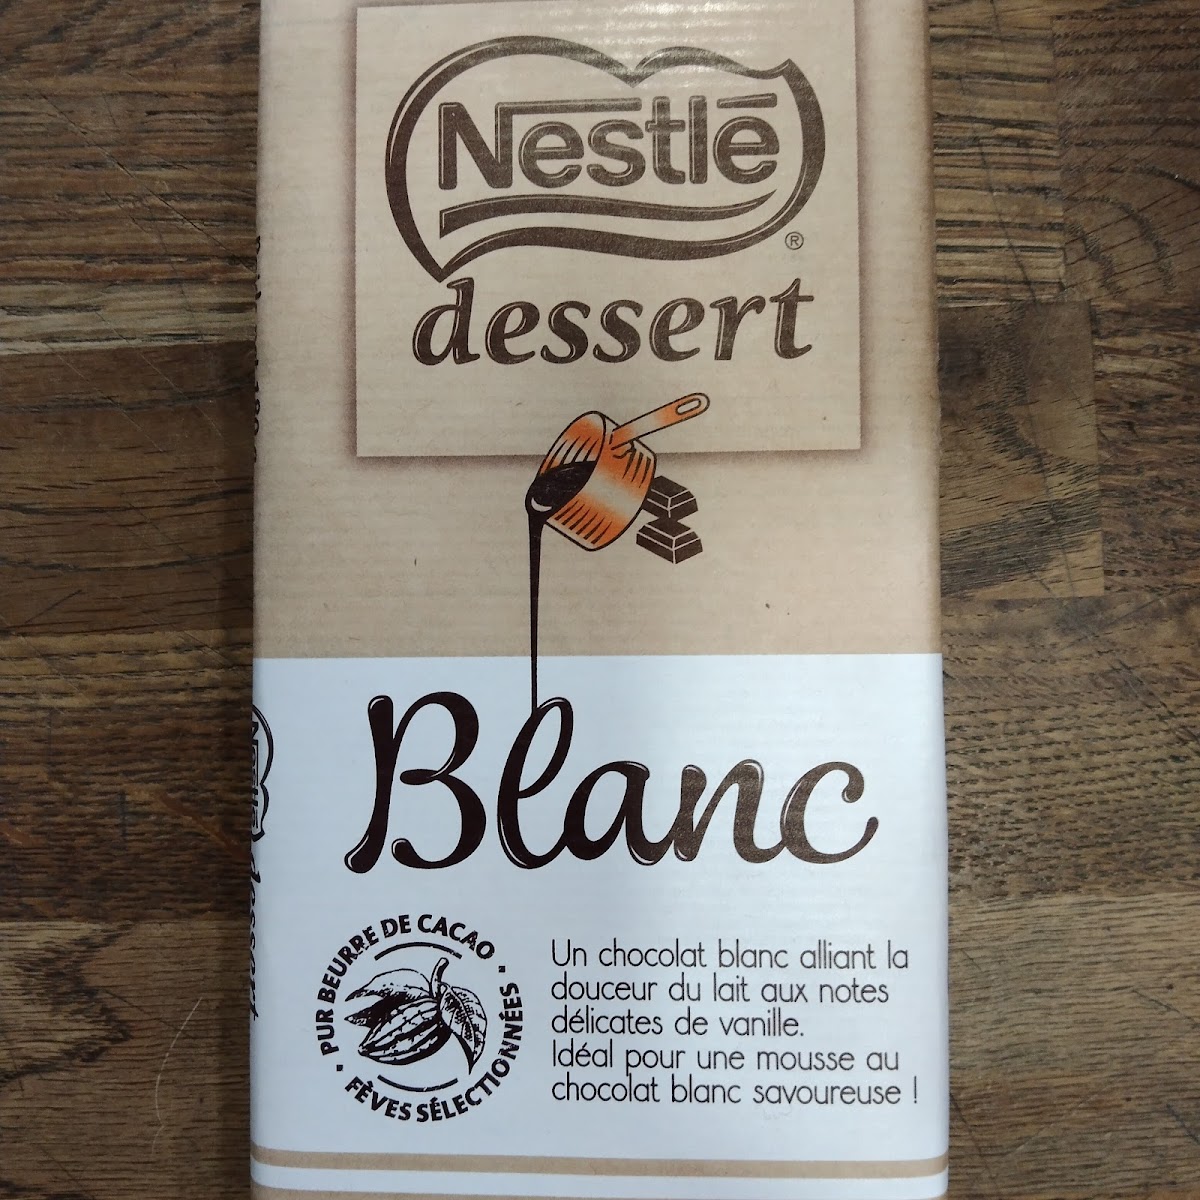 Nestlé
®
dessert
Blanc
PUR BEURRE DE CACAO
FÈVES SÉLECTIONNÉES
Un chocolat blanc alliant la
douceur du lait aux notes
délicates de vanille.
Idéal pour une mousse au
chocolat blanc savoureuse !
Nestlé
dessert